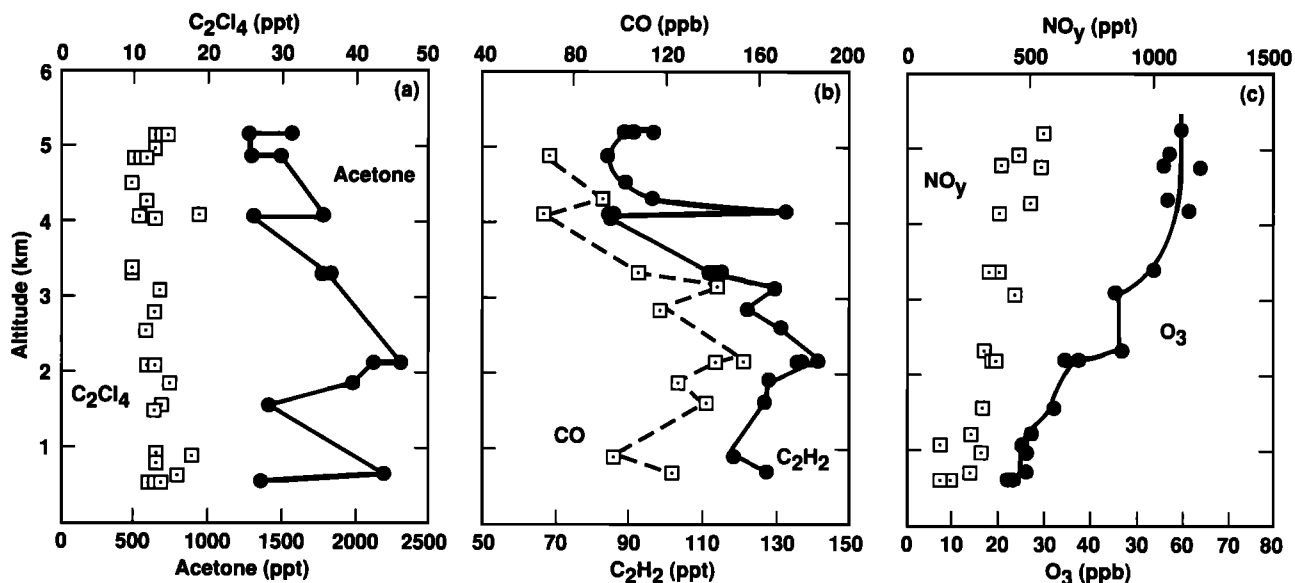 C2Cl4 (ppt)
CO (ppb)
NOy (ppt)
0 10 20 30 40 50
40 80 120 160 200
0 500 1000 1500
6
5
4
3
2
1
Altitude (km)
(a)
Acetone
C2Cl4
(b)
CO
C2H2
(c)
NOy
O3
0 500 1000 1500 2000 2500
70 90 110 130 150
0 10 20 30 40 30 60 70 80
Acetone (ppt)
C2H2 (ppt)
O3 (ppb)